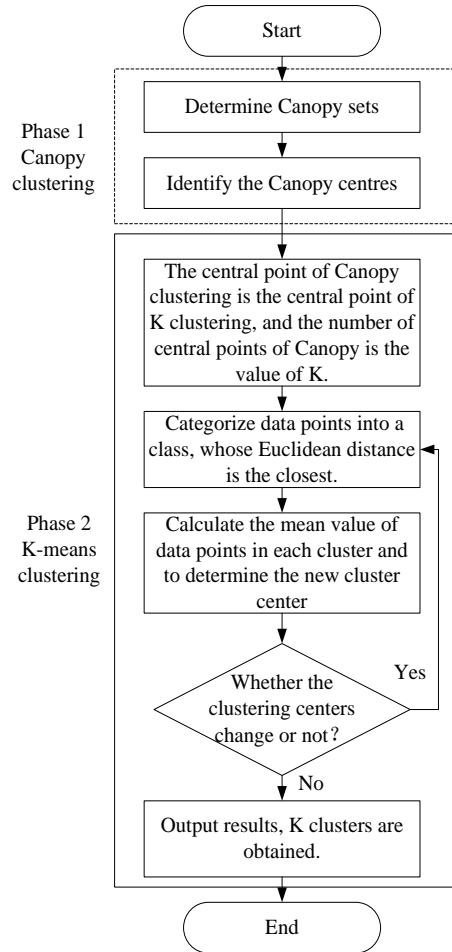 Start
Phase 1
Canopy
clustering
Determine Canopy sets
Identify the Canopy centres
The central point of Canopy
clustering is the central point of
K clustering, and the number of
central points of Canopy is the
value of K.
Phase 2
K-means
clustering
Categorize data points into a
class, whose Euclidean distance
is the closest.
Calculate the mean value of
data points in each cluster and
to determine the new cluster
center
Whether the
clustering centers
change or not?
Yes
No
Output results, K clusters are
obtained.
End